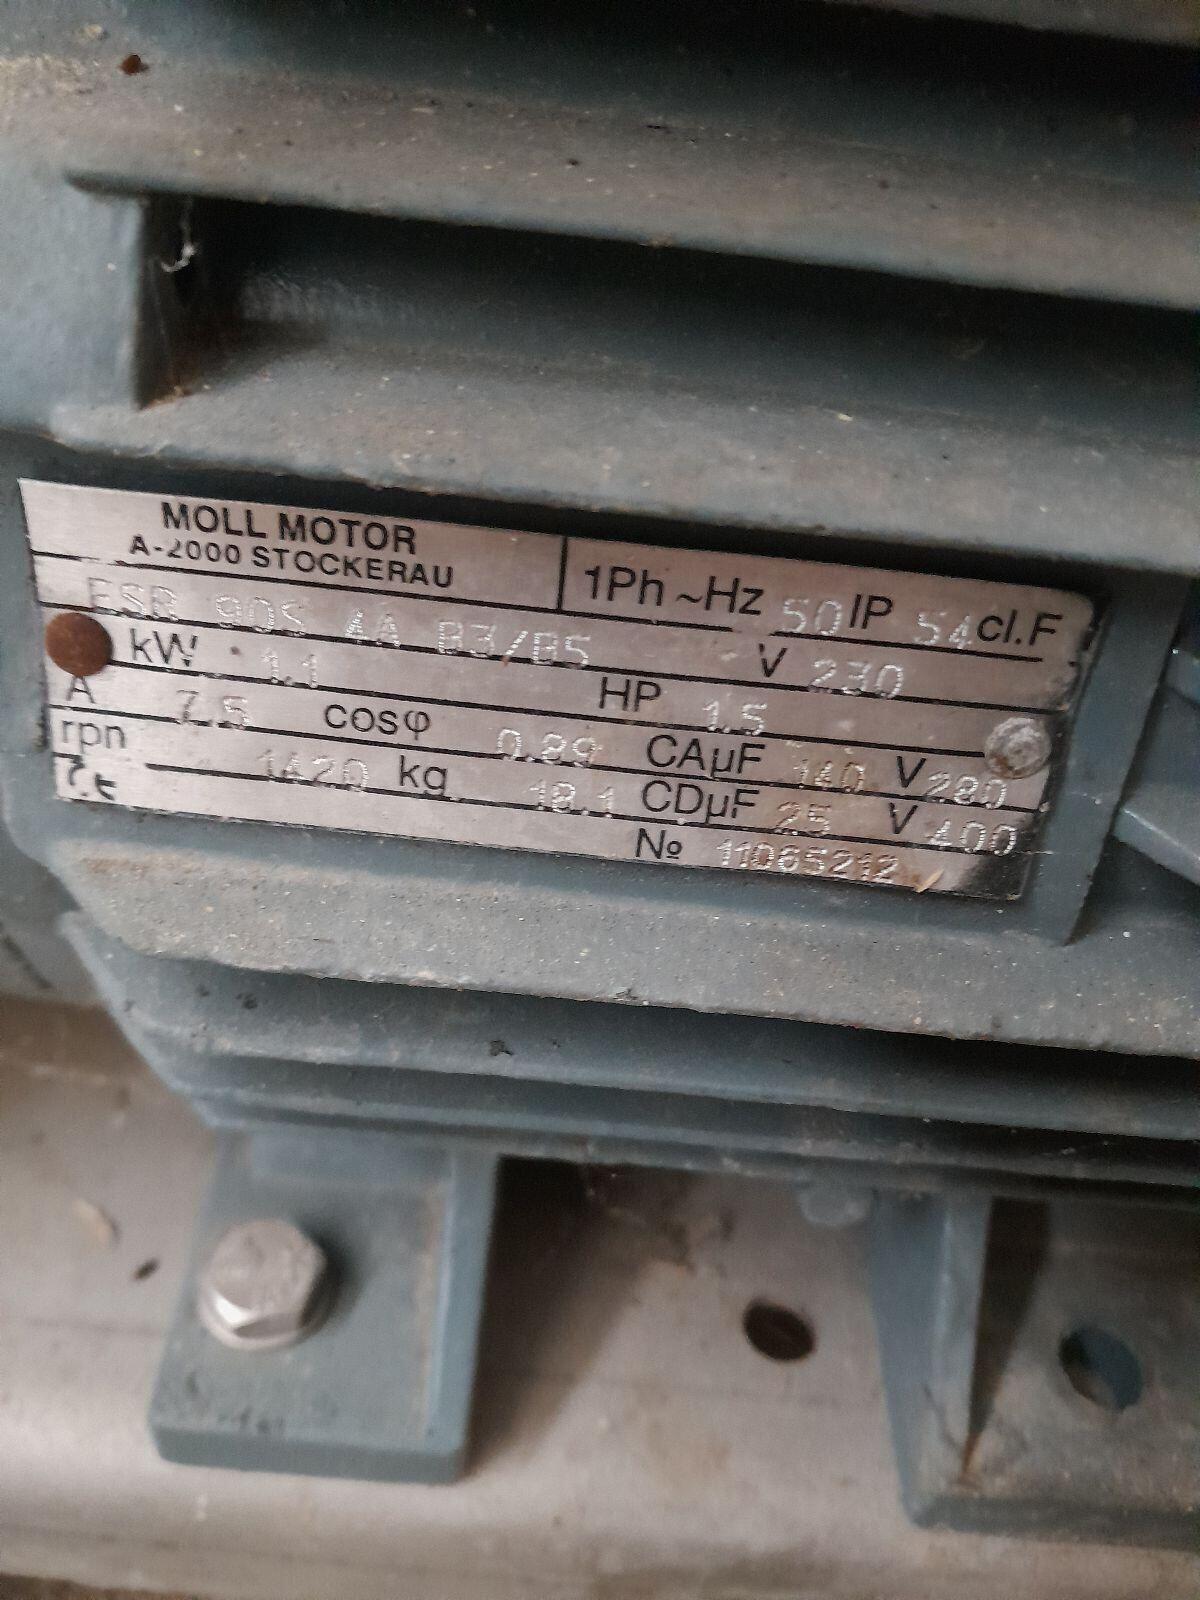 MOLL MOTOR
A-2000 STOCKERAU
1Ph ~Hz 50 IP 54 cl.F
ESR 90S 4A B3/B5 V 230
kW 1.1 HP 1.5
A 7.5 cosφ 0.89 CAµF 140 V 280
rpn 1420 kg 18.1 CDµF 25 V 400
№ 11065212